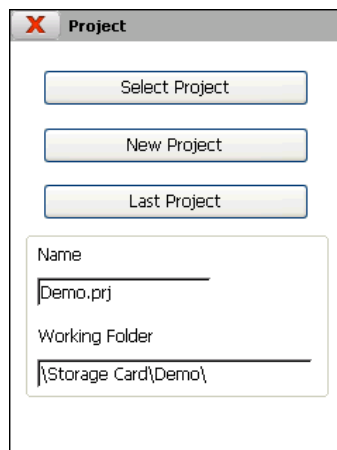 Project
Select Project
New Project
Last Project
Name
Demo.prj
Working Folder
\Storage Card\Demo\